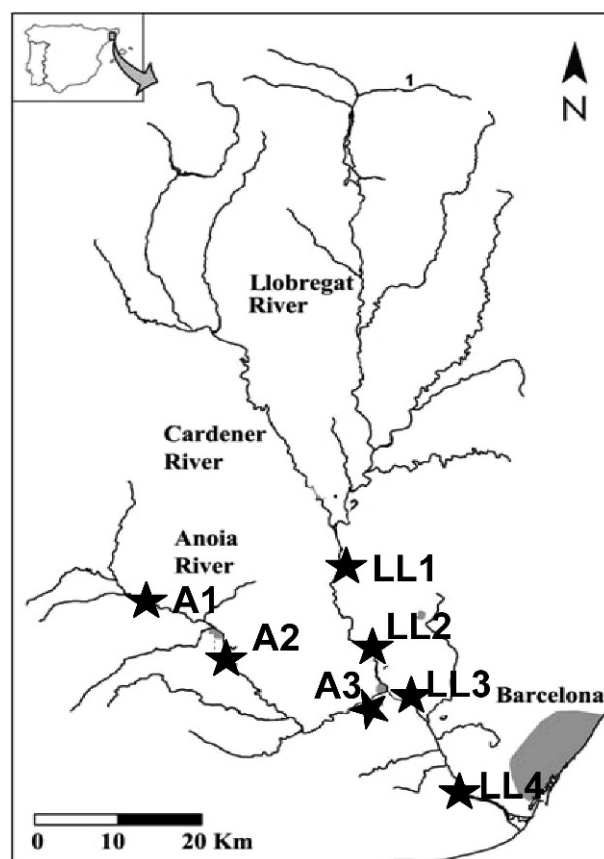 1
N
Llobregat
River
Cardener
River
Anoia
River
LL1
A1
LL2
A2
A3
LL3
Barcelona
LL4
0 10 20 Km